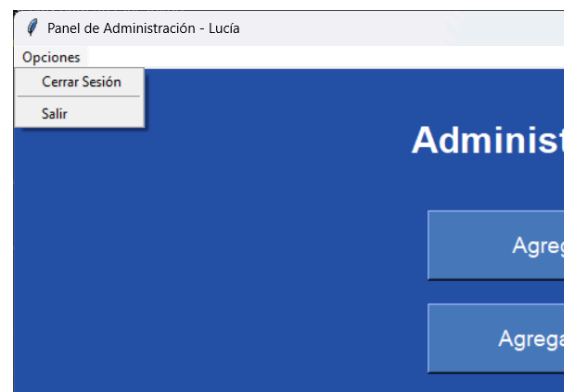 Panel de Administración - Lucía
Opciones
Cerrar Sesión
Salir
Administ
Agreg
Agrega